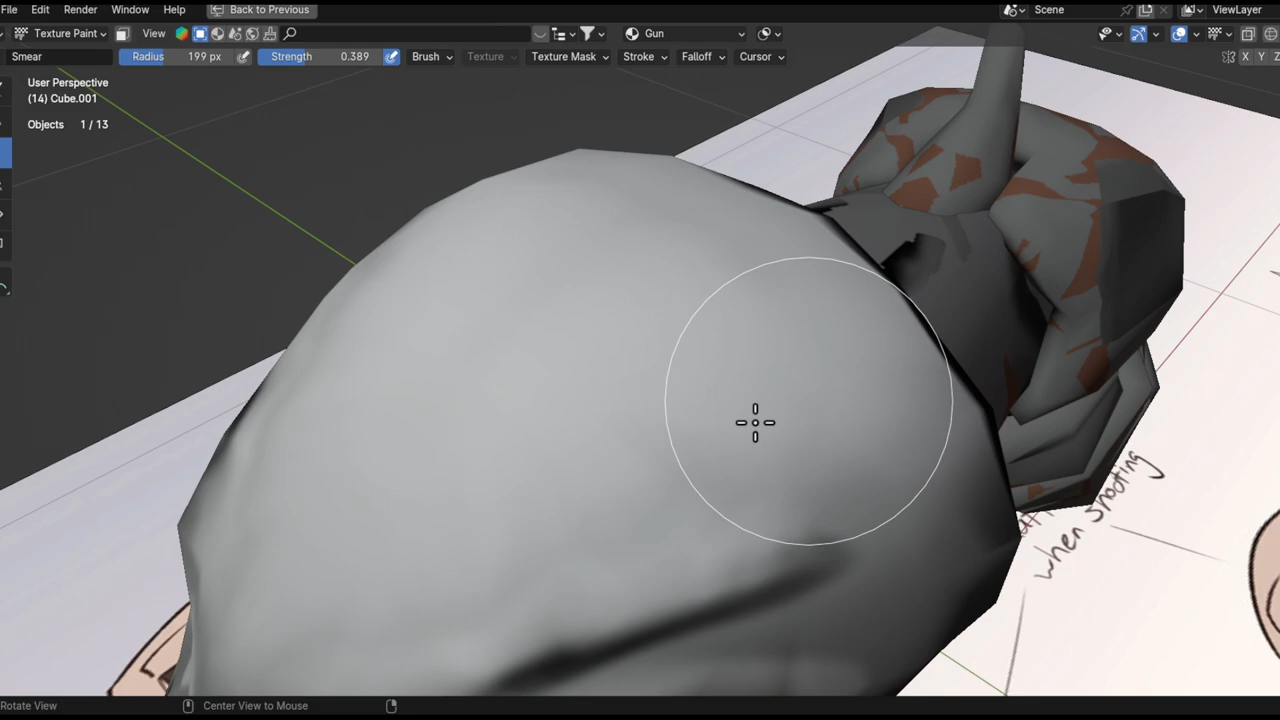 File Edit Render Window Help Back to Previous Scene ViewLayer
Texture Paint View Gun
Smear Radius 199 px Strength 0.389 Brush Texture Texture Mask Stroke Falloff Cursor X Y Z
User Perspective
(14) Cube.001
Objects 1 / 13
when shooting
Rotate View Center View to Mouse